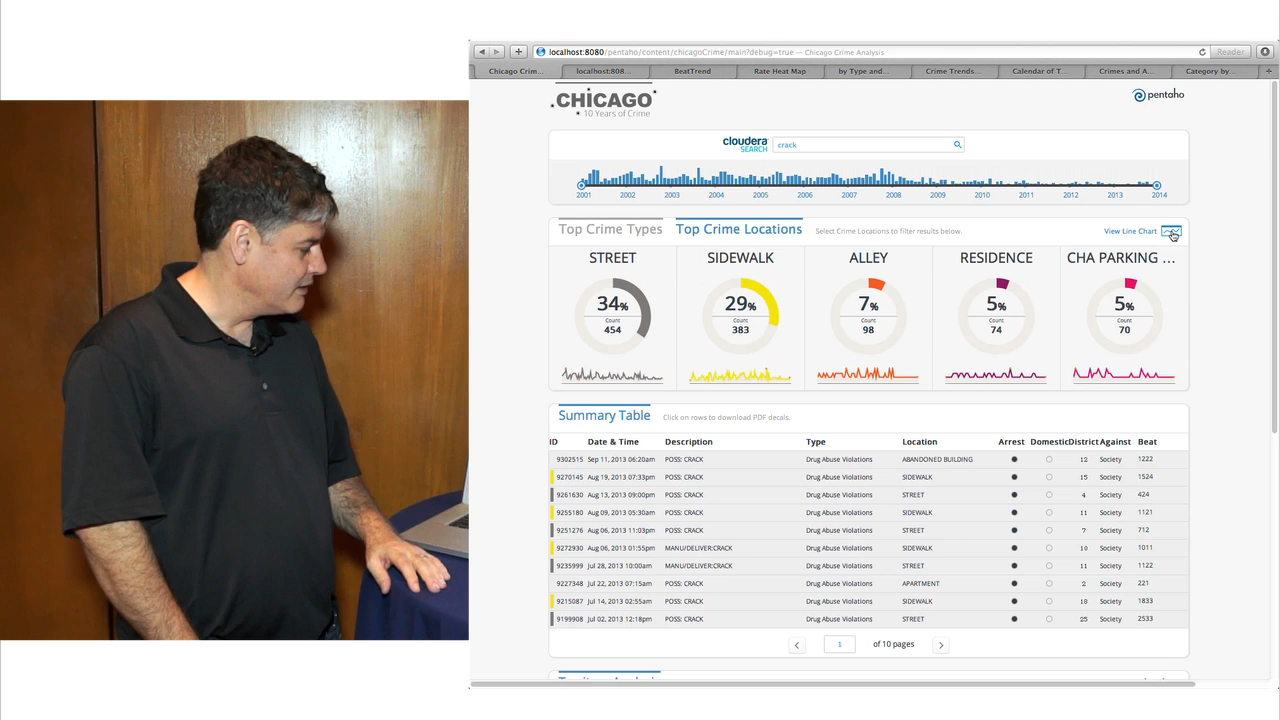 localhost:8080/pentaho/content/chicagoCrime/main?debug=true — Chicago Crime Analysis
Reader
Chicago Crim...
localhost:808...
BeatTrend
Rate Heat Map
by Type and...
Crime Trends...
Calendar of T...
Crimes and A...
Category by...
CHICAGO
10 Years of Crime
pentaho
cloudera
SEARCH
crack
2001 2002 2003 2004 2005 2006 2007 2008 2009 2010 2011 2012 2013 2014
Top Crime Types Top Crime Locations Select Crime Locations to filter results below. View Line Chart
STREET SIDEWALK ALLEY RESIDENCE CHA PARKING ...
34% 29% 7% 5% 5%
Count Count Count Count Count
454 383 98 74 70
Summary Table Click on rows to download PDF decals.
ID Date & Time Description Type Location Arrest Domestic District Against Beat
9302515 Sep 11, 2013 06:20am POSS: CRACK Drug Abuse Violations ABANDONED BUILDING 12 Society 1222
9270145 Aug 19, 2013 07:33pm POSS: CRACK Drug Abuse Violations SIDEWALK 15 Society 1524
9261630 Aug 13, 2013 09:00pm POSS: CRACK Drug Abuse Violations STREET 4 Society 424
9255180 Aug 09, 2013 05:30am POSS: CRACK Drug Abuse Violations SIDEWALK 11 Society 1121
9251276 Aug 06, 2013 11:03pm POSS: CRACK Drug Abuse Violations STREET 7 Society 712
9272930 Aug 06, 2013 01:55pm MANU/DELIVER:CRACK Drug Abuse Violations SIDEWALK 10 Society 1011
9235999 Jul 28, 2013 10:00am MANU/DELIVER:CRACK Drug Abuse Violations STREET 11 Society 1122
9227348 Jul 22, 2013 07:15am POSS: CRACK Drug Abuse Violations APARTMENT 2 Society 221
9215087 Jul 14, 2013 02:55am POSS: CRACK Drug Abuse Violations SIDEWALK 18 Society 1833
9199908 Jul 02, 2013 12:18pm POSS: CRACK Drug Abuse Violations STREET 25 Society 2533
1 of 10 pages